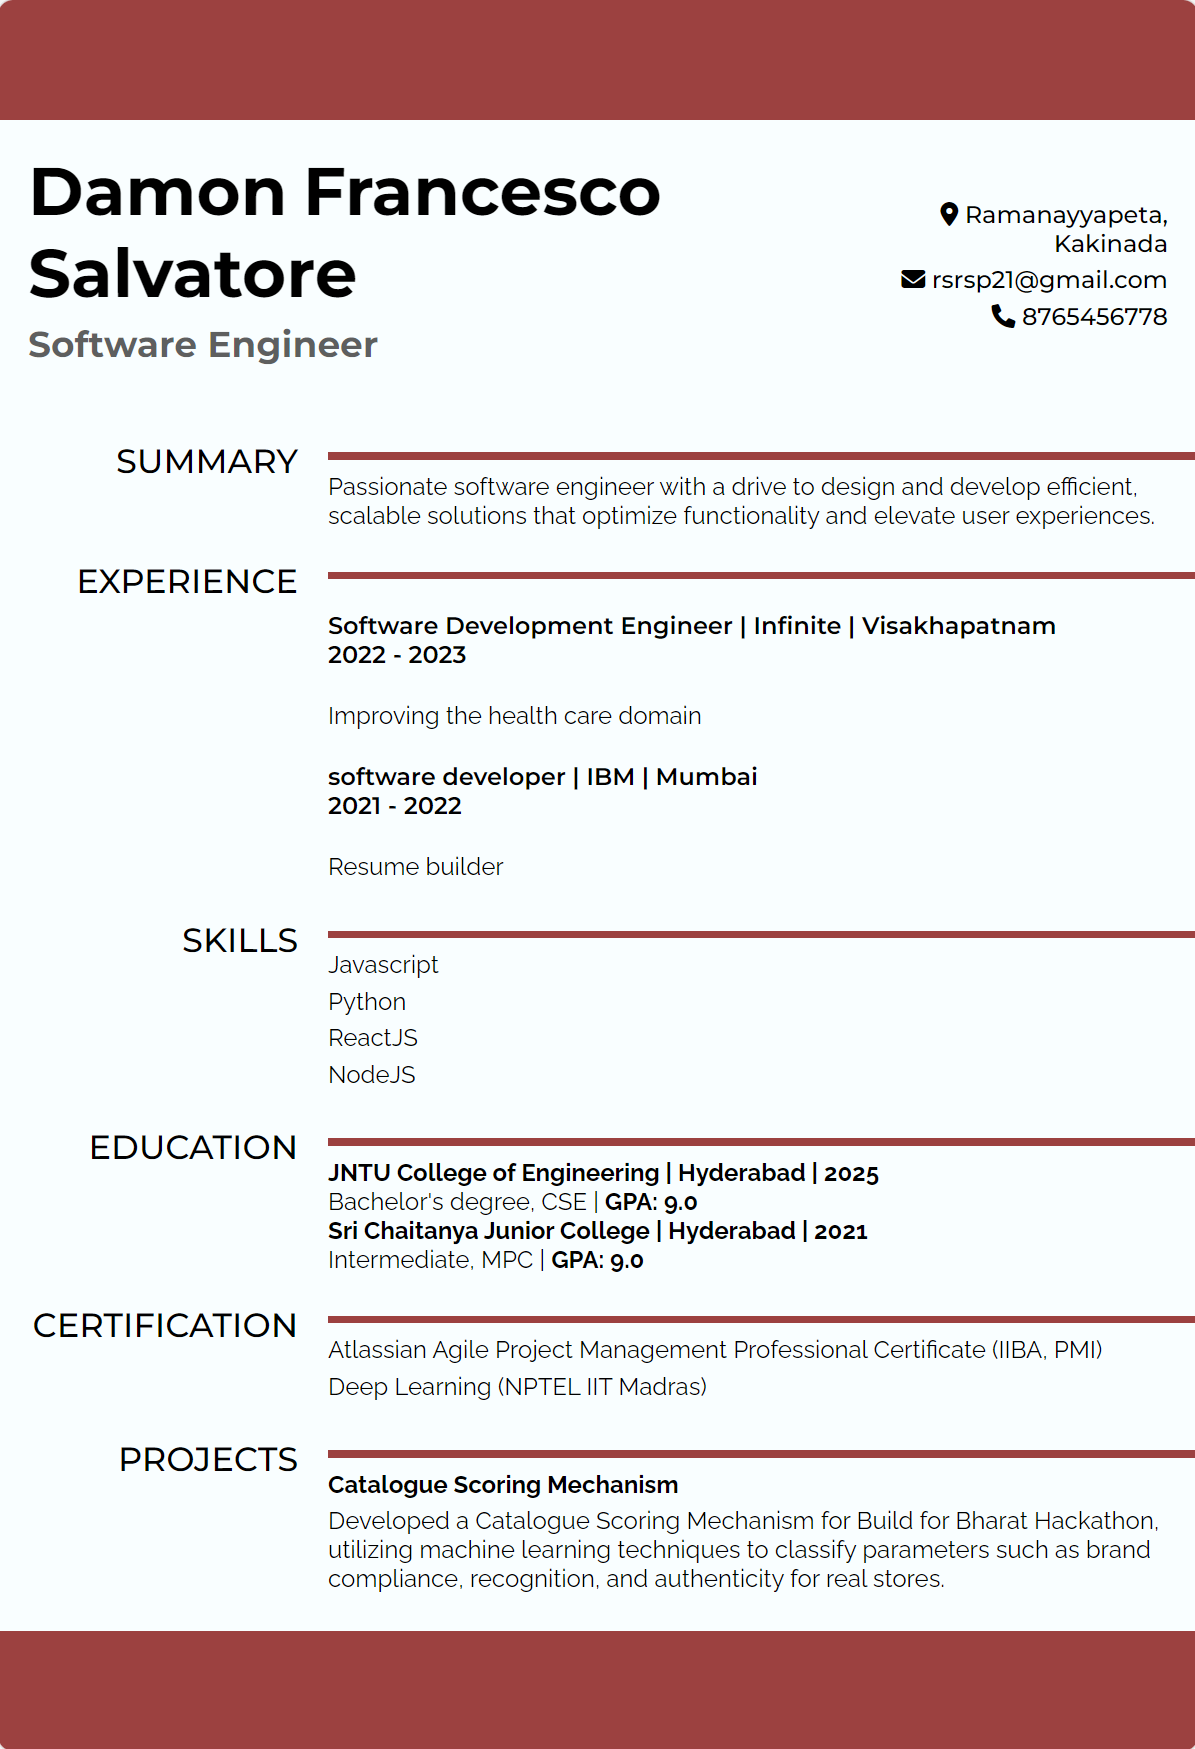 Damon Francesco
Salvatore
Software Engineer
Ramanayyapeta,
Kakinada
rsrsp21@gmail.com
8765456778
SUMMARY
Passionate software engineer with a drive to design and develop efficient,
scalable solutions that optimize functionality and elevate user experiences.
EXPERIENCE
Software Development Engineer | Infinite | Visakhapatnam
2022 - 2023
Improving the health care domain
software developer | IBM | Mumbai
2021 - 2022
Resume builder
SKILLS
Javascript
Python
ReactJS
NodeJS
EDUCATION
JNTU College of Engineering | Hyderabad | 2025
Bachelor's degree, CSE | GPA: 9.0
Sri Chaitanya Junior College | Hyderabad | 2021
Intermediate, MPC | GPA: 9.0
CERTIFICATION
Atlassian Agile Project Management Professional Certificate (IIBA, PMI)
Deep Learning (NPTEL IIT Madras)
PROJECTS
Catalogue Scoring Mechanism
Developed a Catalogue Scoring Mechanism for Build for Bharat Hackathon,
utilizing machine learning techniques to classify parameters such as brand
compliance, recognition, and authenticity for real stores.